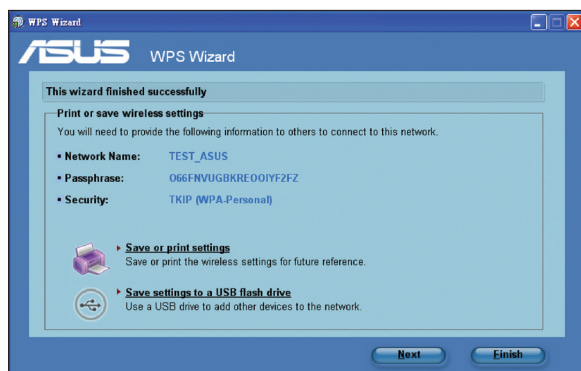 WPS Wizard
ASUS WPS Wizard
This wizard finished successfully
Print or save wireless settings
You will need to provide the following information to others to connect to this network.
▪ Network Name: TEST_ASUS
▪ Passphrase: O66FNVUGBKREOOIYF2FZ
▪ Security: TKIP (WPA-Personal)
Save or print settings
Save or print the wireless settings for future reference.
Save settings to a USB flash drive
Use a USB drive to add other devices to the network.
Next Finish